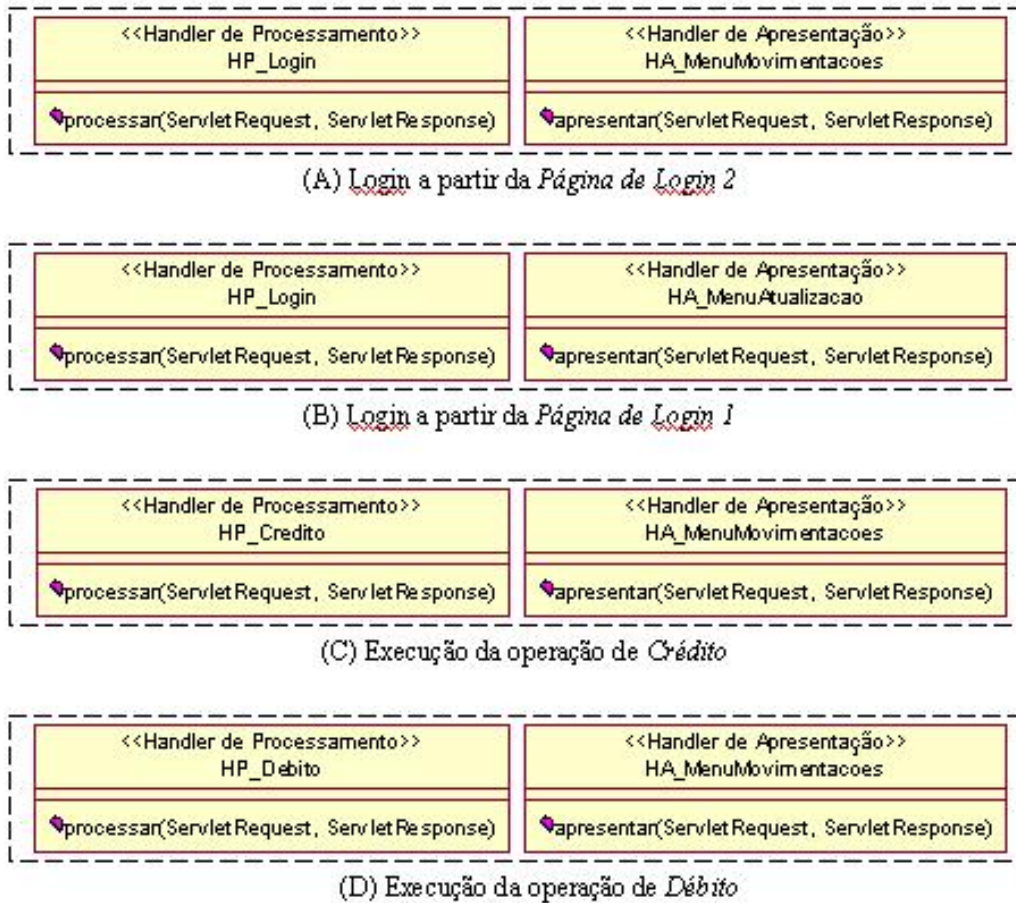 <<Handler de Processamento>>
HP_Login
processar(ServletRequest, ServletResponse)
<<Handler de Apresentação>>
HA_MenuMovimentacoes
apresentar(ServletRequest, ServletResponse)
(A) Login a partir da Página de Login 2
<<Handler de Processamento>>
HP_Login
processar(ServletRequest, ServletResponse)
<<Handler de Apresentação>>
HA_MenuAtualizacao
apresentar(ServletRequest, ServletResponse)
(B) Login a partir da Página de Login 1
<<Handler de Processamento>>
HP_Credito
processar(ServletRequest, ServletResponse)
<<Handler de Apresentação>>
HA_MenuMovimentacoes
apresentar(ServletRequest, ServletResponse)
(C) Execução da operação de Crédito
<<Handler de Processamento>>
HP_Debito
processar(ServletRequest, ServletResponse)
<<Handler de Apresentação>>
HA_MenuMovimentacoes
apresentar(ServletRequest, ServletResponse)
(D) Execução da operação de Débito